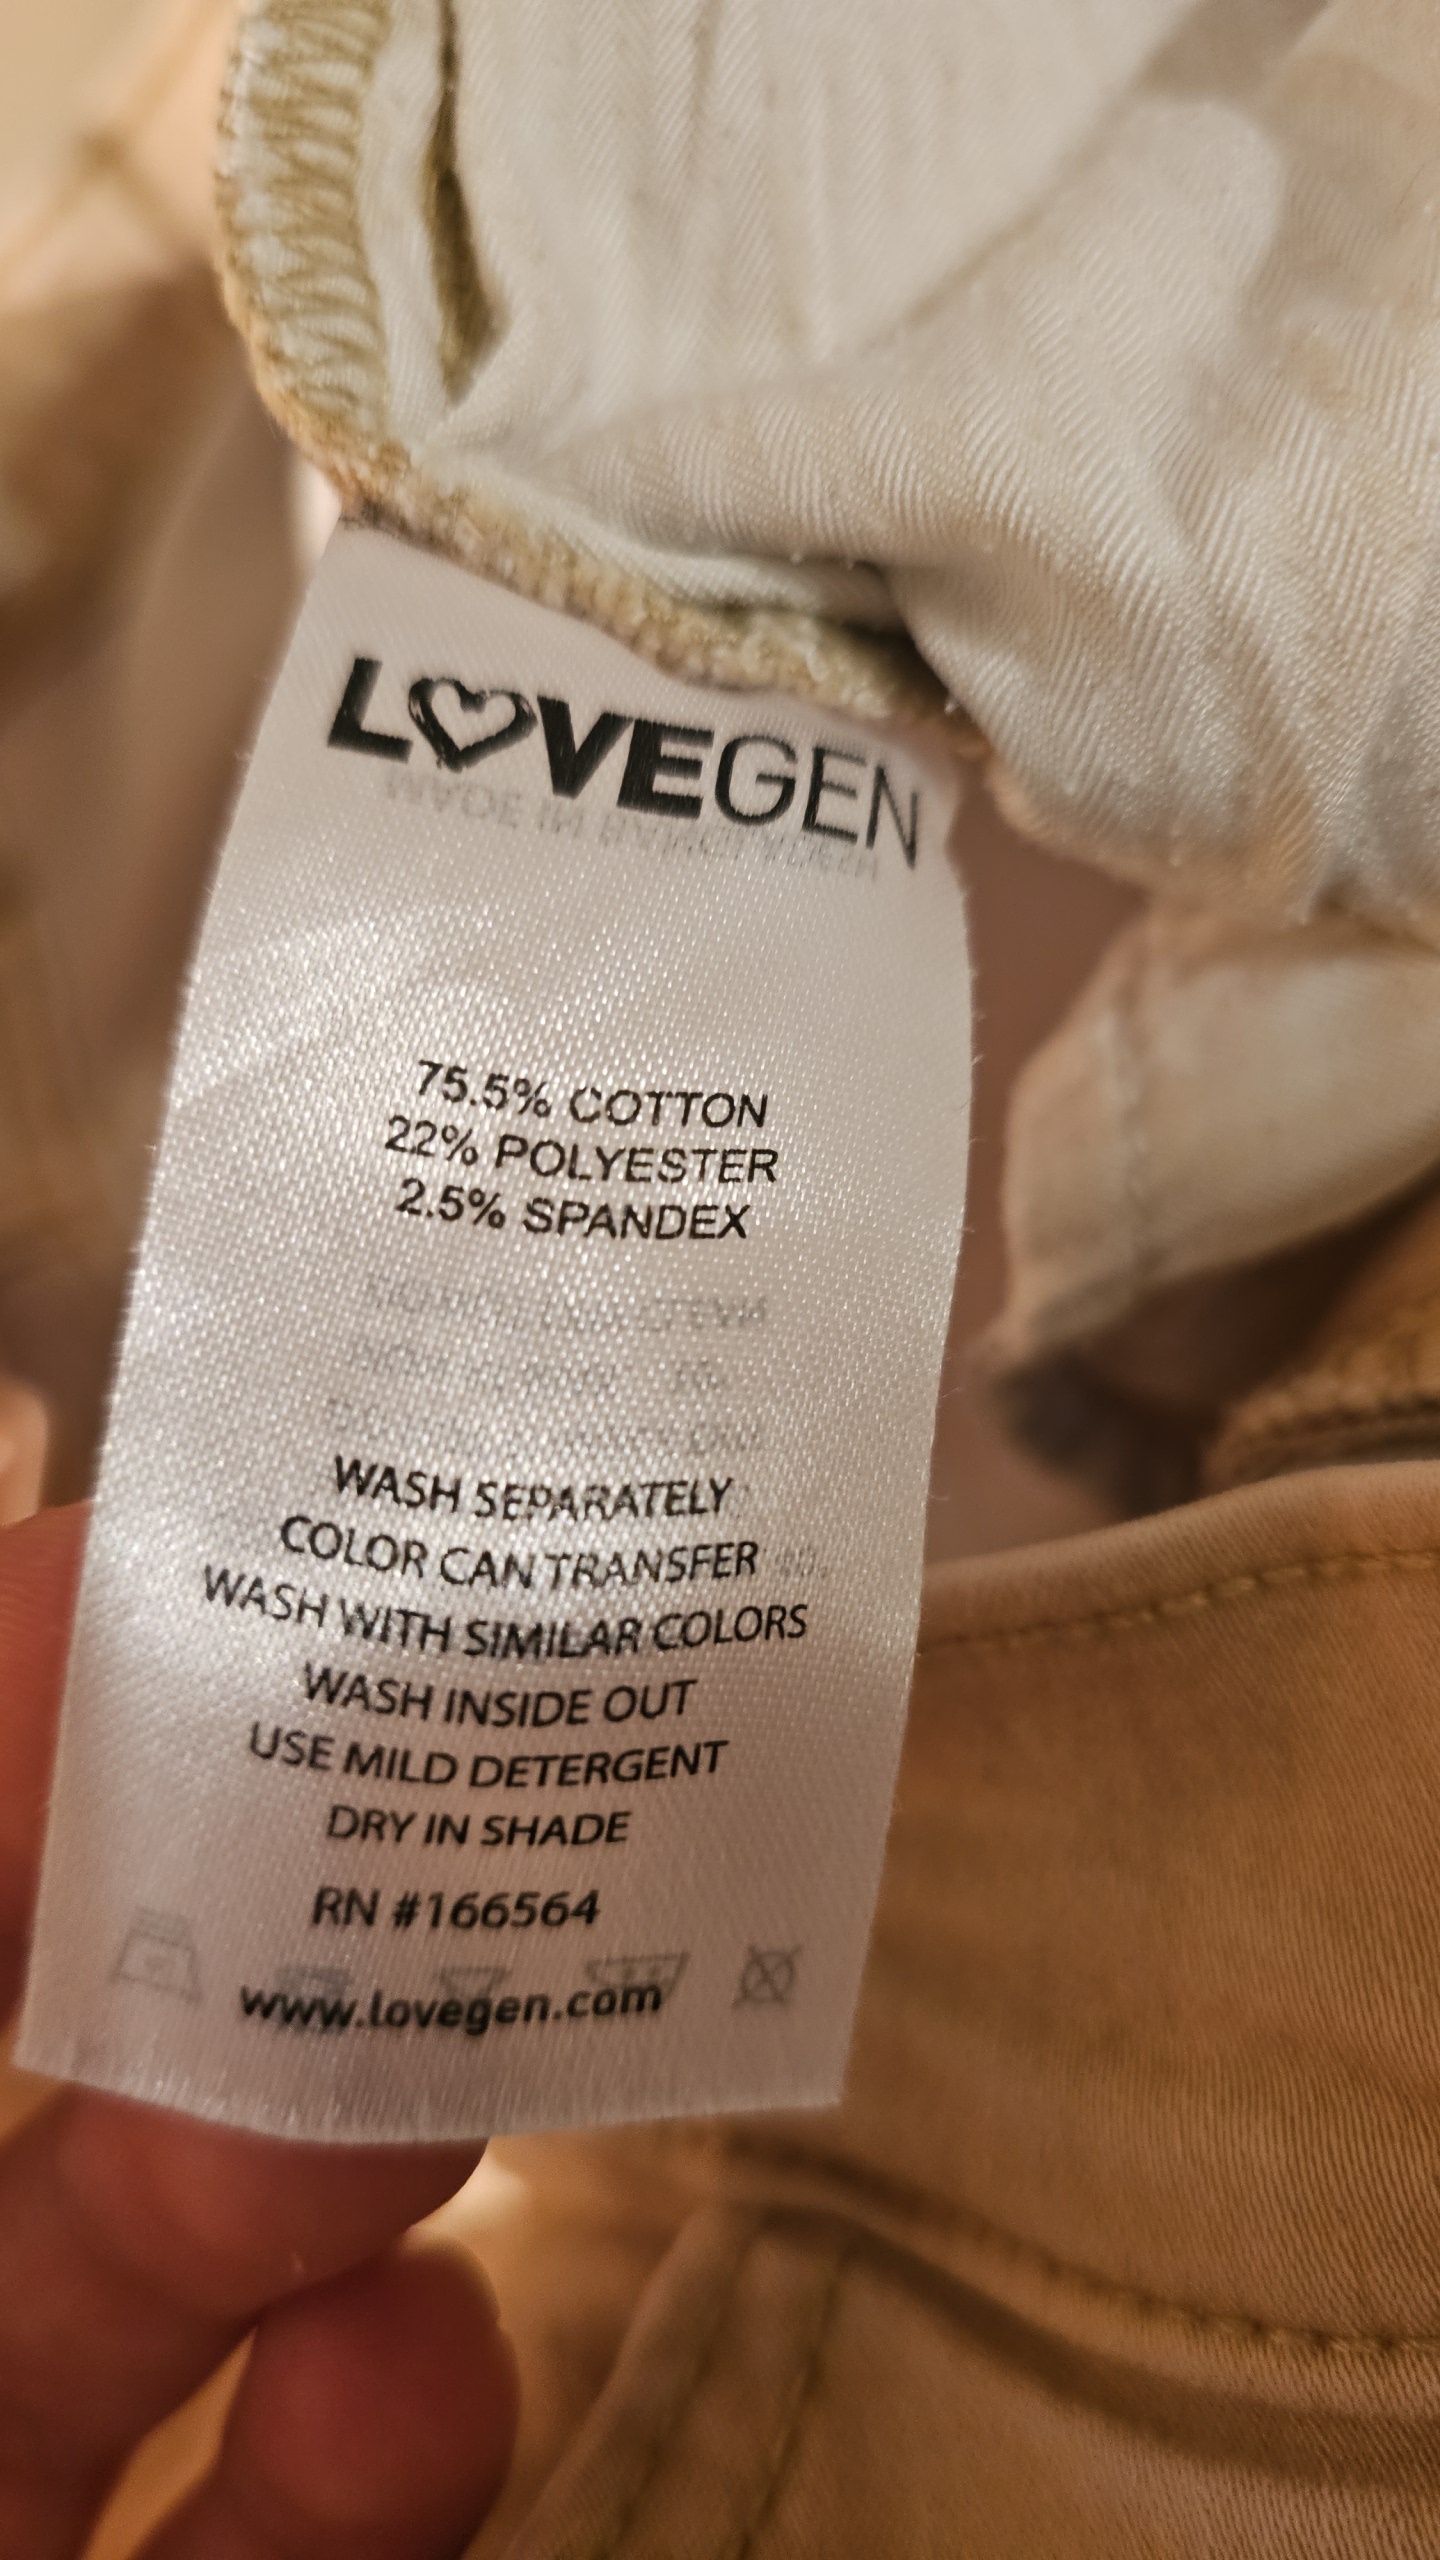 LOVEGEN
75.5% COTTON
22% POLYESTER
2.5% SPANDEX
WASH SEPARATELY
COLOR CAN TRANSFER
WASH WITH SIMILAR COLORS
WASH INSIDE OUT
USE MILD DETERGENT
DRY IN SHADE
RN #166564
www.lovegen.com